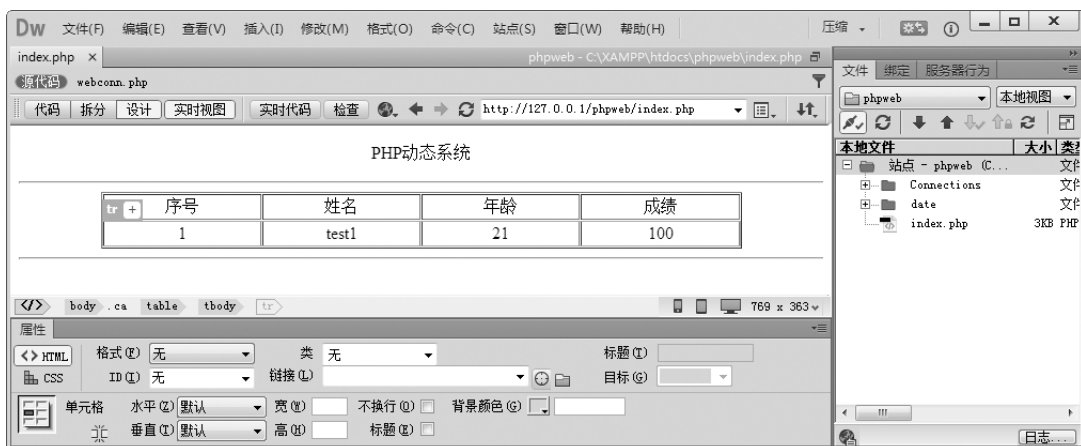 Dw 文件(F) 编辑(E) 查看(V) 插入(I) 修改(M) 格式(O) 命令(C) 站点(S) 窗口(W) 帮助(H) 压缩
index.php × phpweb - C:\XAMPP\htdocs\phpweb\index.php
源代码 webconn.php
代码 拆分 设计 实时视图 实时代码 检查 http://127.0.0.1/phpweb/index.php
PHP动态系统
tr + 序号 姓名 年龄 成绩
1 test1 21 100
</> body .ca table tbody tr 769 x 363
属性
<> HTML 格式(F) 无 类 无 标题(T)
CSS ID(I) 无 链接(L) 目标(G)
单元格 水平(Z) 默认 宽(W) 不换行(O) 背景颜色(G)
垂直(T) 默认 高(H) 标题(E)
文件 绑定 服务器行为
phpweb 本地视图
本地文件 大小 类型
站点 - phpweb (C... 文件
Connections 文件
date 文件
index.php 3KB PHP
日志...